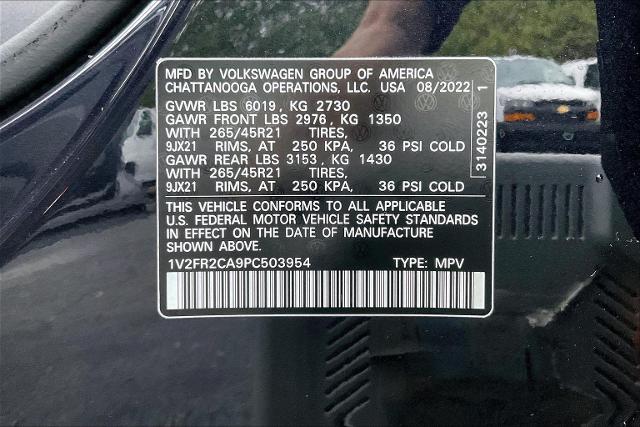 MFD BY VOLKSWAGEN GROUP OF AMERICA
CHATTANOOGA OPERATIONS, LLC. USA 08/2022
GVWR LBS 6019, KG 2730
GAWR FRONT LBS 2976, KG 1350
WITH 265/45R21 TIRES,
9JX21 RIMS, AT 250 KPA, 36 PSI COLD
GAWR REAR LBS 3153, KG 1430
WITH 265/45R21 TIRES,
9JX21 RIMS, AT 250 KPA, 36 PSI COLD
3140223 1
THIS VEHICLE CONFORMS TO ALL APPLICABLE
U.S. FEDERAL MOTOR VEHICLE SAFETY STANDARDS
IN EFFECT ON THE DATE OF MANUFACTURE
SHOWN ABOVE.
1V2FR2CA9PC503954 TYPE: MPV